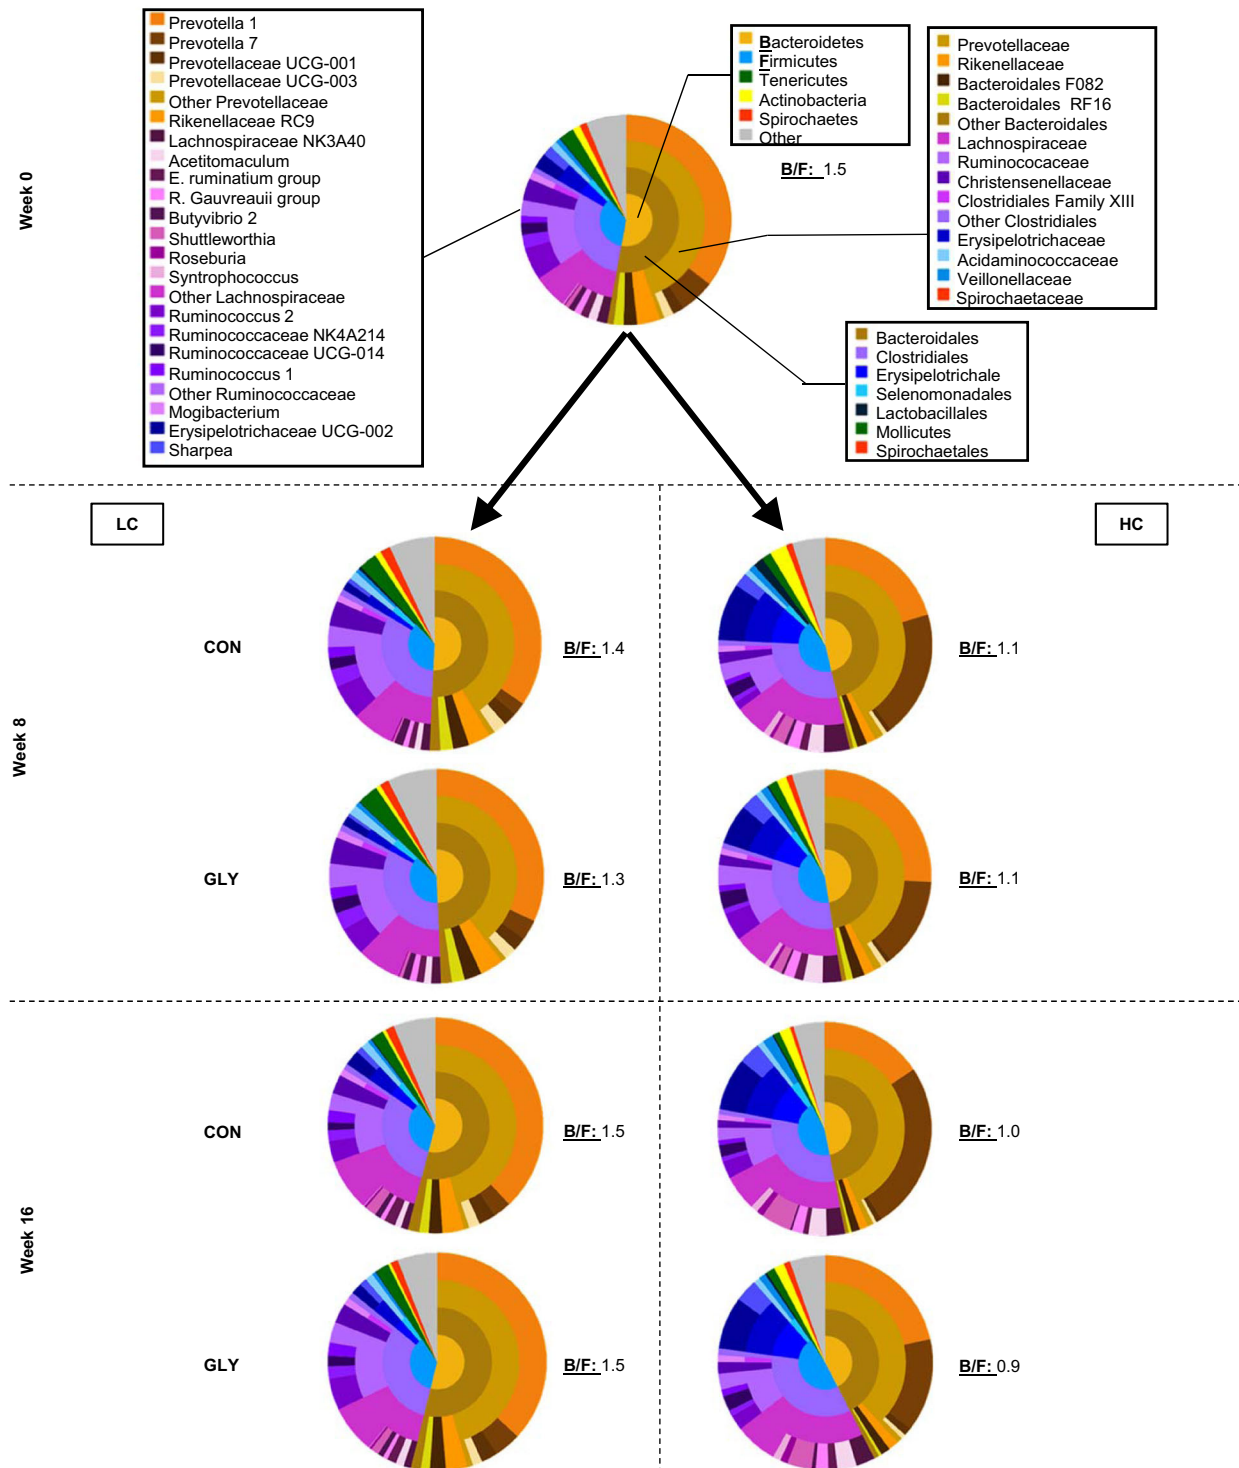 Week 0
Prevotella 1
Prevotella 7
Prevotellaceae UCG-001
Prevotellaceae UCG-003
Other Prevotellaceae
Rikenellaceae RC9
Lachnospiraceae NK3A40
Acetitomaculum
E. ruminatium group
R. Gauvreauii group
Butyvibrio 2
Shuttleworthia
Roseburia
Syntrophococcus
Other Lachnospiraceae
Ruminococcus 2
Ruminococcaceae NK4A214
Ruminococcaceae UCG-014
Ruminococcus 1
Other Ruminococcaceae
Mogibacterium
Erysipelotrichaceae UCG-002
Sharpea
Bacteroidetes
Firmicutes
Tenericutes
Actinobacteria
Spirochaetes
Other
B/F: 1.5
Prevotellaceae
Rikenellaceae
Bacteroidales F082
Bacteroidales RF16
Other Bacteroidales
Lachnospiraceae
Ruminococaceae
Christensenellaceae
Clostridiales Family XIII
Other Clostridiales
Erysipelotrichaceae
Acidaminococcaceae
Veillonellaceae
Spirochaetaceae
Bacteroidales
Clostridiales
Erysipelotrichale
Selenomonadales
Lactobacillales
Mollicutes
Spirochaetales
LC
HC
Week 8
CON
B/F: 1.4
B/F: 1.1
GLY
B/F: 1.3
B/F: 1.1
Week 16
CON
B/F: 1.5
B/F: 1.0
GLY
B/F: 1.5
B/F: 0.9